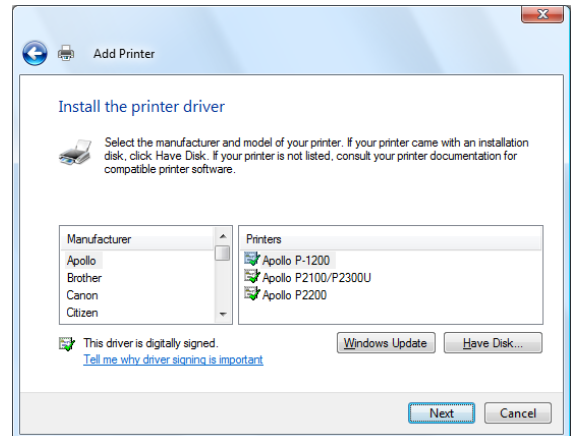 Add Printer
Install the printer driver
Select the manufacturer and model of your printer. If your printer came with an installation
disk, click Have Disk. If your printer is not listed, consult your printer documentation for
compatible printer software.
Manufacturer
Apollo
Brother
Canon
Citizen
Printers
Apollo P-1200
Apollo P2100/P2300U
Apollo P2200
This driver is digitally signed.
Tell me why driver signing is important
Windows Update
Have Disk...
Next
Cancel